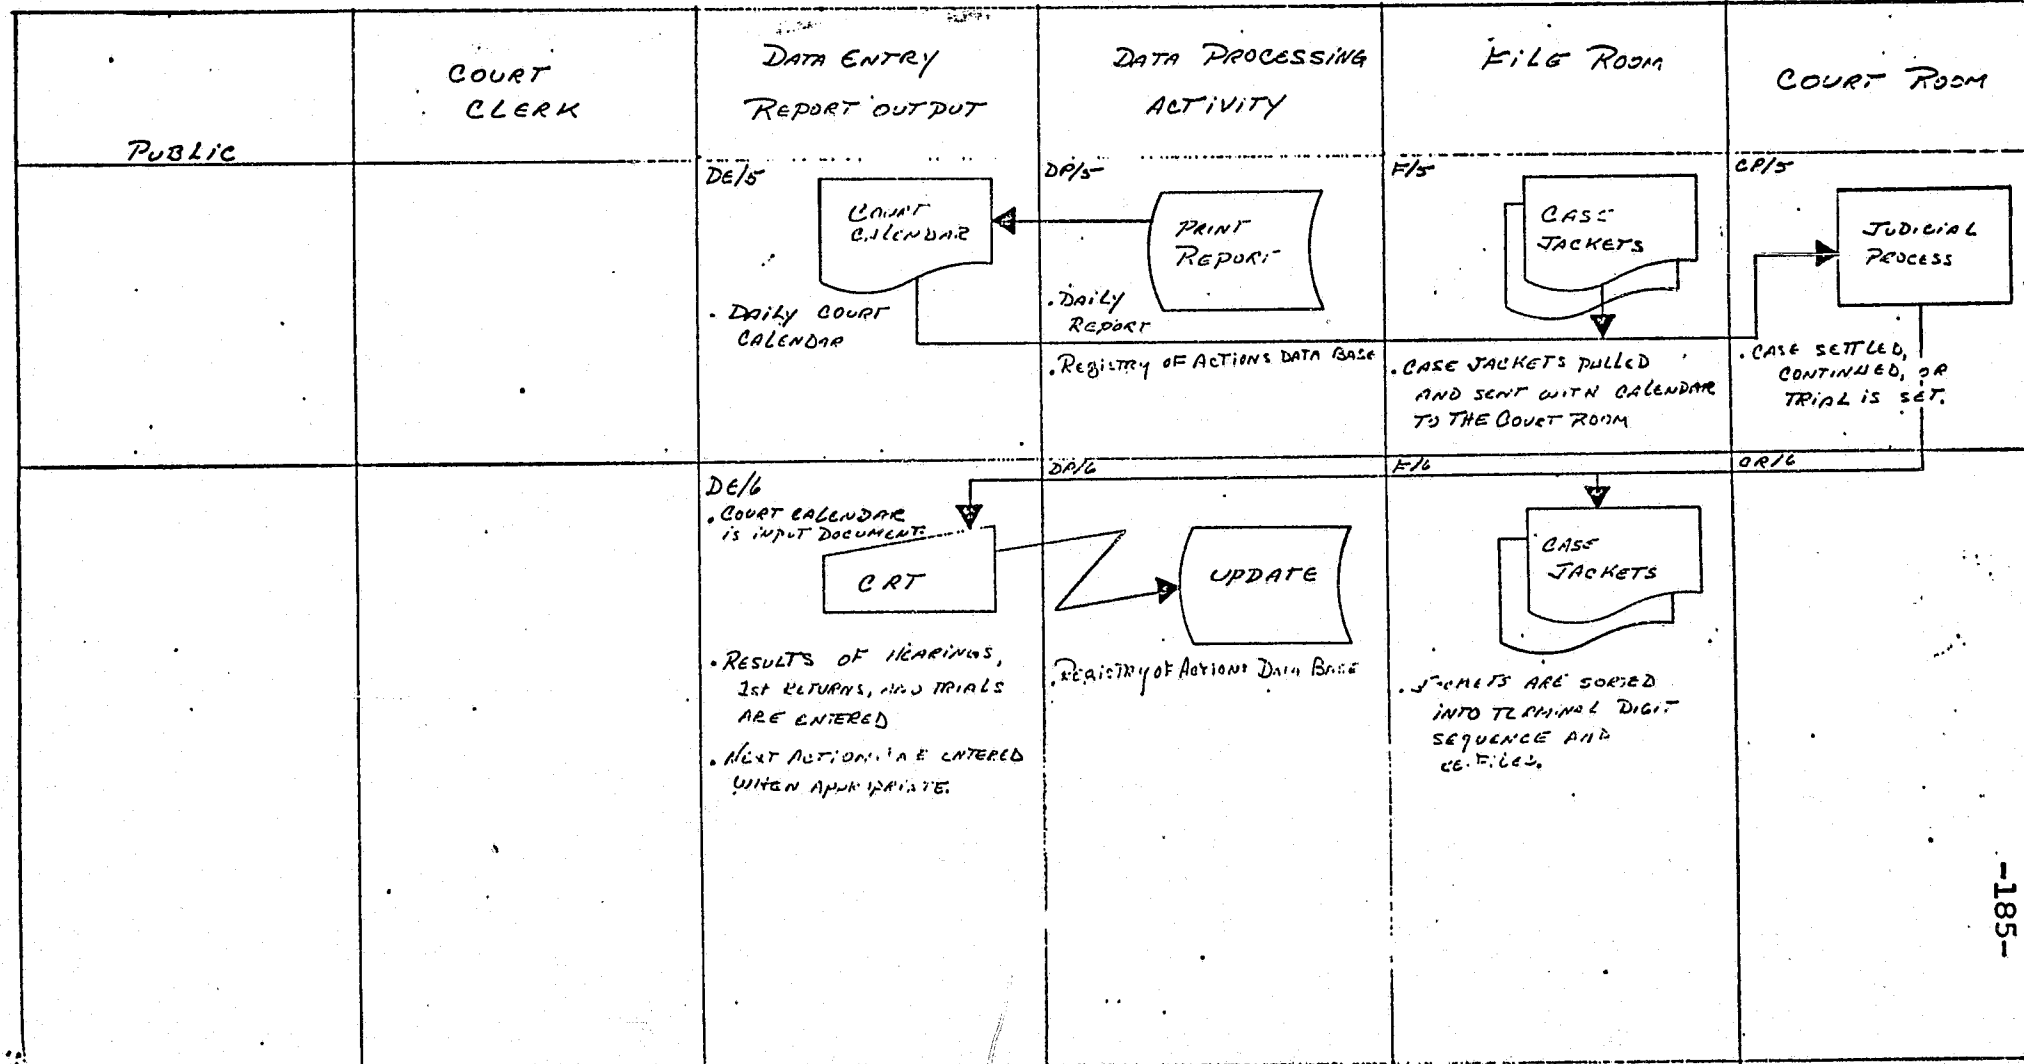 PUBLIC
COURT
CLERK
DATA ENTRY
REPORT OUTPUT
DATA PROCESSING
ACTIVITY
FILE ROOM
COURT ROOM
DE/5
COURT
CALENDAR
. DAILY COURT
CALENDAR
DP/5
PRINT
REPORT
. DAILY
REPORT
. REGISTRY OF ACTIONS DATA BASE
F/5
CASE
JACKETS
. CASE JACKETS PULLED
AND SENT WITH CALENDAR
TO THE COURT ROOM
CR/5
JUDICIAL
PROCESS
. CASE SETTLED,
CONTINUED, OR
TRIAL IS SET.
DE/6
. COURT CALENDAR
IS INPUT DOCUMENT.
CRT
. RESULTS OF HEARINGS,
1st RETURNS, AND TRIALS
ARE ENTERED
. NEXT ACTION ENTERED
WHEN APPROPRIATE.
DP/6
UPDATE
. REGISTRY OF ACTIONS DATA BASE
F/6
CASE
JACKETS
. JACKETS ARE SORTED
INTO TERMINAL DIGIT
SEQUENCE AND
RE-FILED.
CR/6
-185-